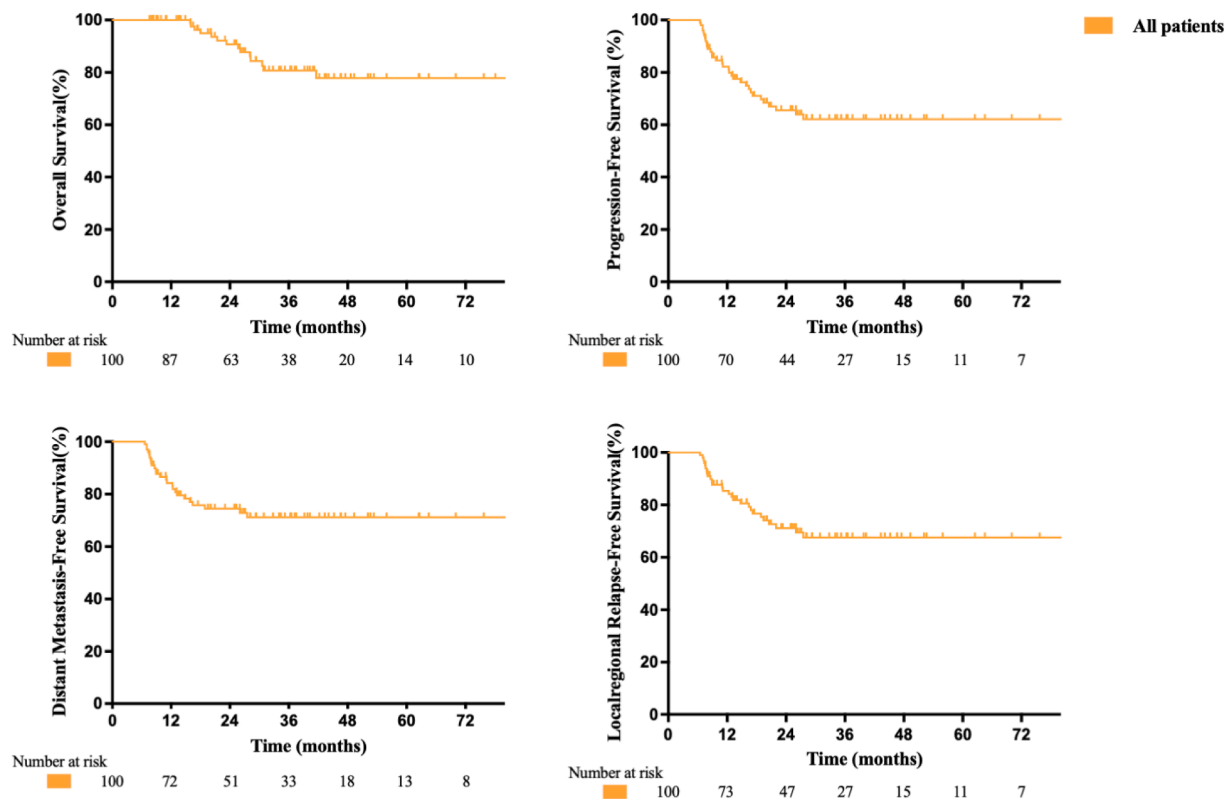 All patients
Overall Survival(%)
100
80
60
40
20
0
0 12 24 36 48 60 72
Time (months)
Number at risk
100 87 63 38 20 14 10
Progression-Free Survival (%)
100
80
60
40
20
0
0 12 24 36 48 60 72
Time (months)
Number at risk
100 70 44 27 15 11 7
Distant Metastasis-Free Survival(%)
100
80
60
40
20
0
0 12 24 36 48 60 72
Time (months)
Number at risk
100 72 51 33 18 13 8
Localregional Relapse-Free Survival(%)
100
80
60
40
20
0
0 12 24 36 48 60 72
Time (months)
Number at risk
100 73 47 27 15 11 7